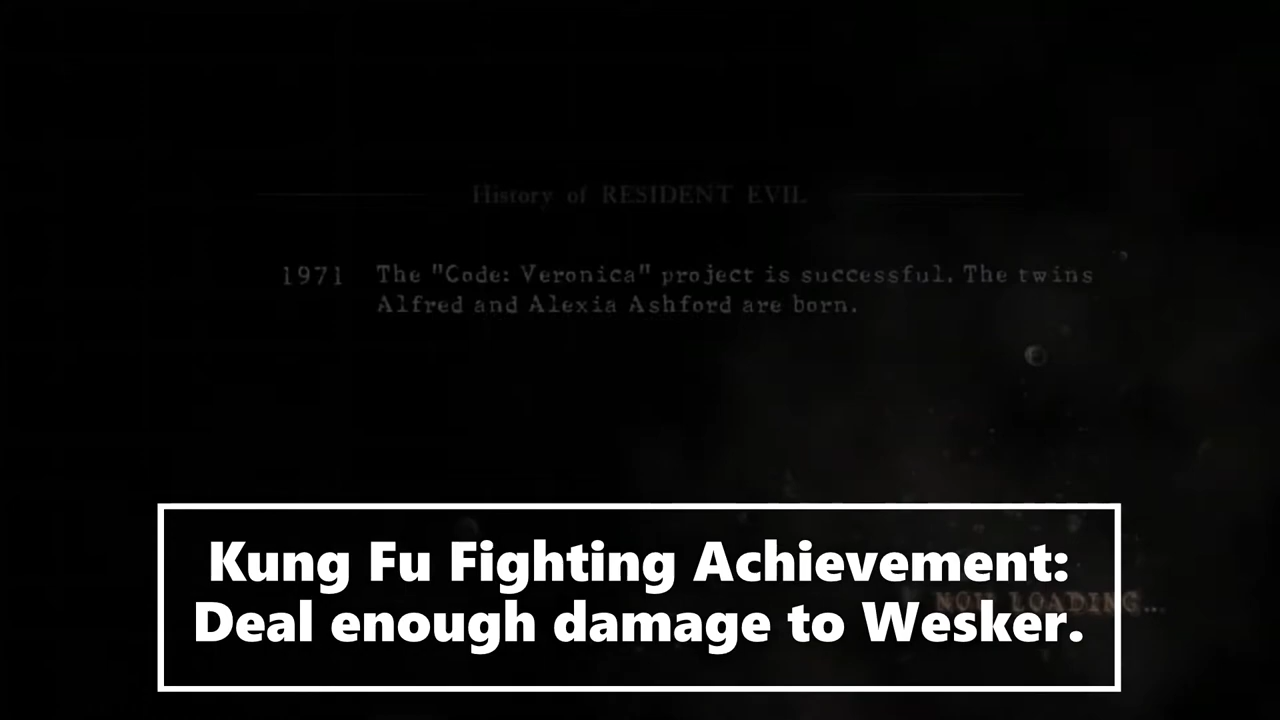 History of RESIDENT EVIL
1971 The "Code: Veronica" project is successful. The twins
Alfred and Alexia Ashford are born.
Kung Fu Fighting Achievement:
NOW LOADING...
Deal enough damage to Wesker.